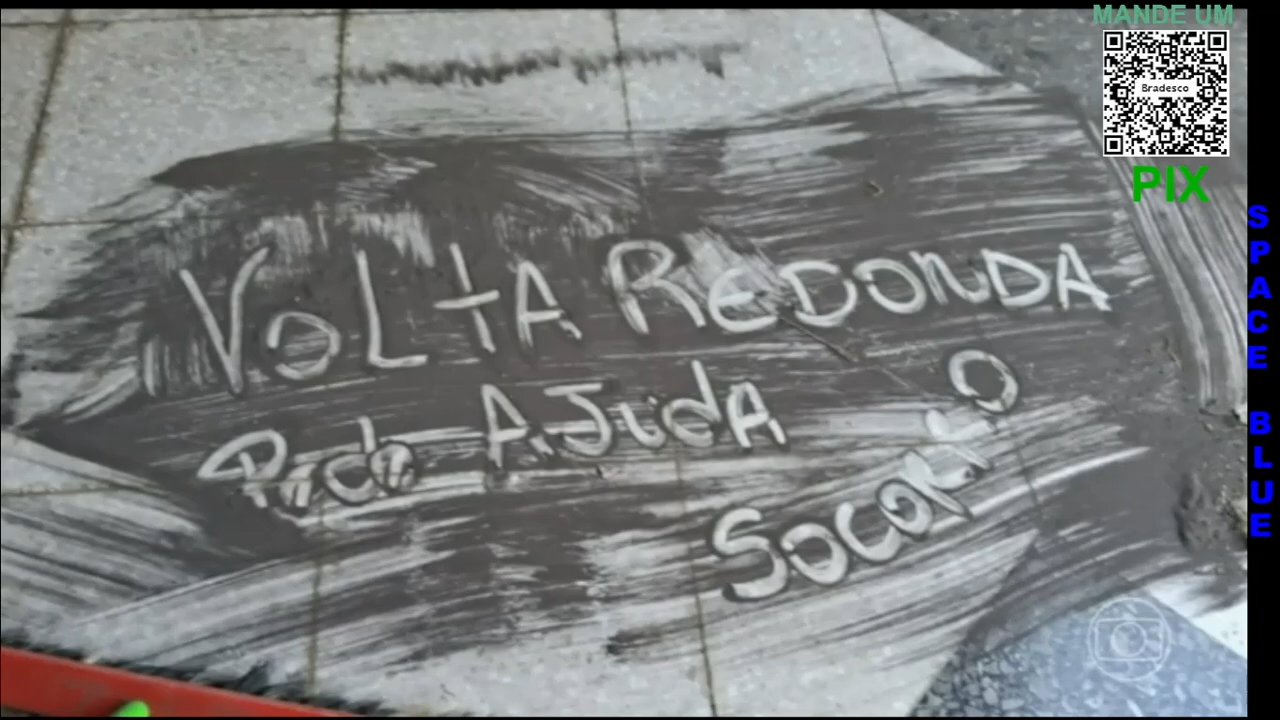 MANDE UM
Bradesco
PIX
SPACE BLUE
VOLTA REDONDA
Pede AJudA
SOCORRO